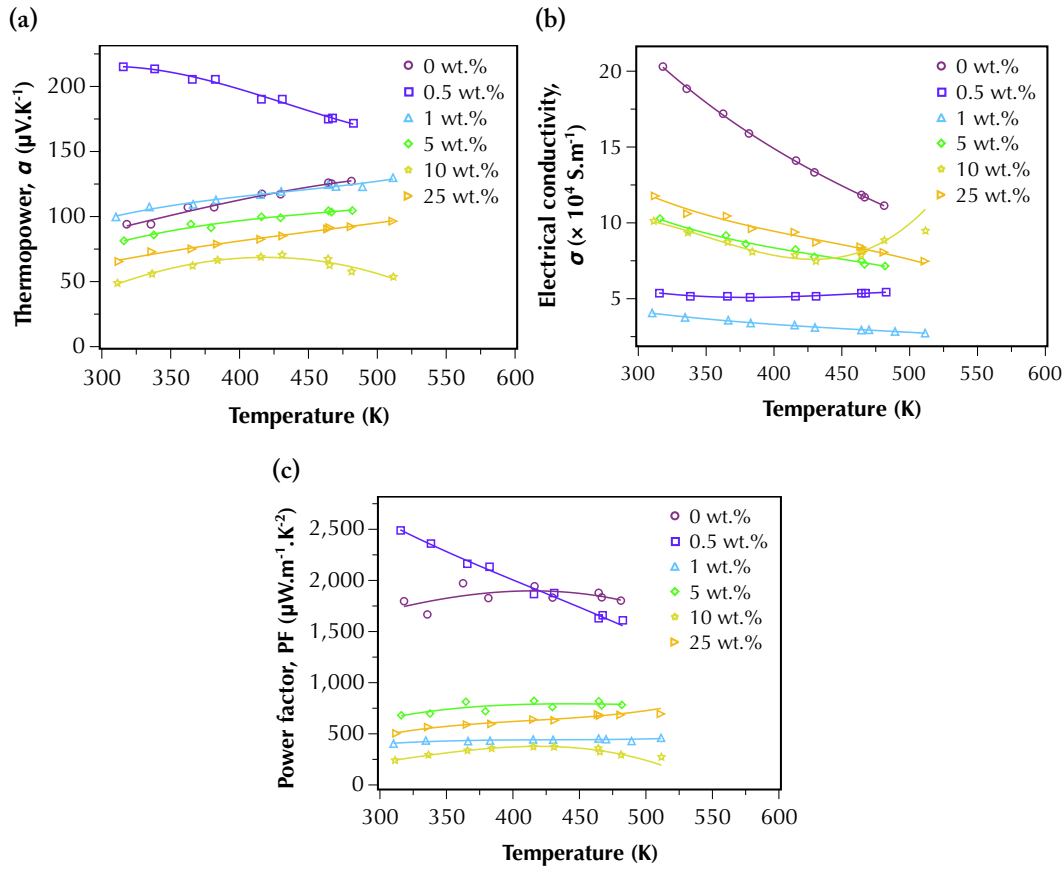 (a)
Thermopower, α (μV.K⁻¹)
200
150
100
50
0
300 350 400 450 500 550 600
Temperature (K)
0 wt.%
0.5 wt.%
1 wt.%
5 wt.%
10 wt.%
25 wt.%
(b)
Electrical conductivity,
σ (× 10⁴ S.m⁻¹)
20
15
10
5
300 350 400 450 500 550 600
Temperature (K)
0 wt.%
0.5 wt.%
1 wt.%
5 wt.%
10 wt.%
25 wt.%
(c)
Power factor, PF (μW.m⁻¹.K⁻²)
2,500
2,000
1,500
1,000
500
0
300 350 400 450 500 550 600
Temperature (K)
0 wt.%
0.5 wt.%
1 wt.%
5 wt.%
10 wt.%
25 wt.%